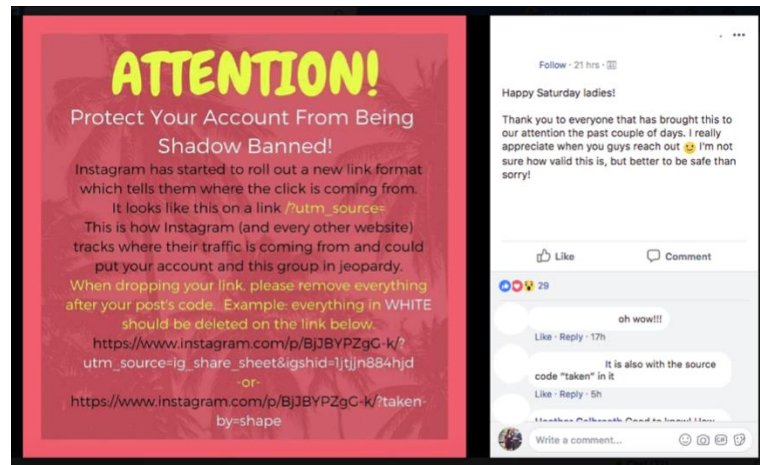 ATTENTION!
Protect Your Account From Being
Shadow Banned!
Instagram has started to roll out a new link format
which tells them where the click is coming from.
It looks like this on a link /?utm_source=
This is how Instagram (and every other website)
tracks where their traffic is coming from and could
put your account and this group in jeopardy.
When dropping your link, please remove everything
after your post's code. Example: everything in WHITE
should be deleted on the link below.
https://www.instagram.com/p/BjJBYPZgG-k/?
utm_source=ig_share_sheet&igshid=1jtjjn884hjd
-or-
https://www.instagram.com/p/BjJBYPZgG-k/?taken-
by=shape
Follow · 21 hrs ·
Happy Saturday ladies!
Thank you to everyone that has brought this to
our attention the past couple of days. I really
appreciate when you guys reach out 😀 I'm not
sure how valid this is, but better to be safe than
sorry!
Like Comment
29
oh wow!!!
Like · Reply · 17h
It is also with the source
code "taken" in it
Like · Reply · 5h
Good to know! How
Write a comment...
GIF